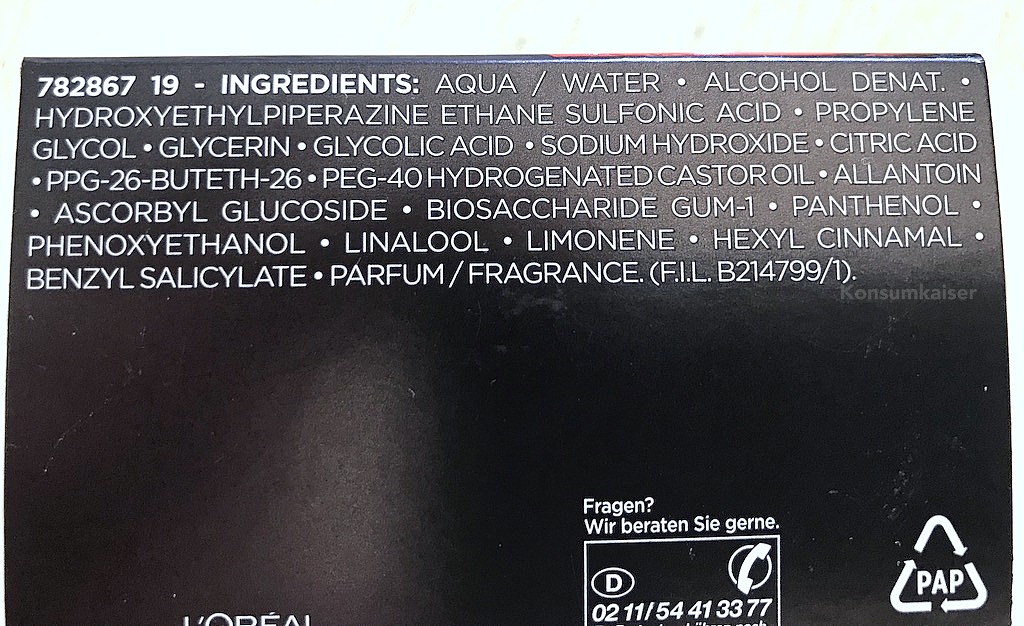 782867 19 - INGREDIENTS: AQUA / WATER • ALCOHOL DENAT. •
HYDROXYETHYLPIPERAZINE ETHANE SULFONIC ACID • PROPYLENE
GLYCOL • GLYCERIN • GLYCOLIC ACID • SODIUM HYDROXIDE • CITRIC ACID
• PPG-26-BUTETH-26 • PEG-40 HYDROGENATED CASTOR OIL • ALLANTOIN
• ASCORBYL GLUCOSIDE • BIOSACCHARIDE GUM-1 • PANTHENOL •
PHENOXYETHANOL • LINALOOL • LIMONENE • HEXYL CINNAMAL •
BENZYL SALICYLATE • PARFUM / FRAGRANCE. (F.I.L. B214799/1).
Konsumkaiser
Fragen?
Wir beraten Sie gerne.
D
02 11/54 41 33 77
PAP
L'ORÉAL